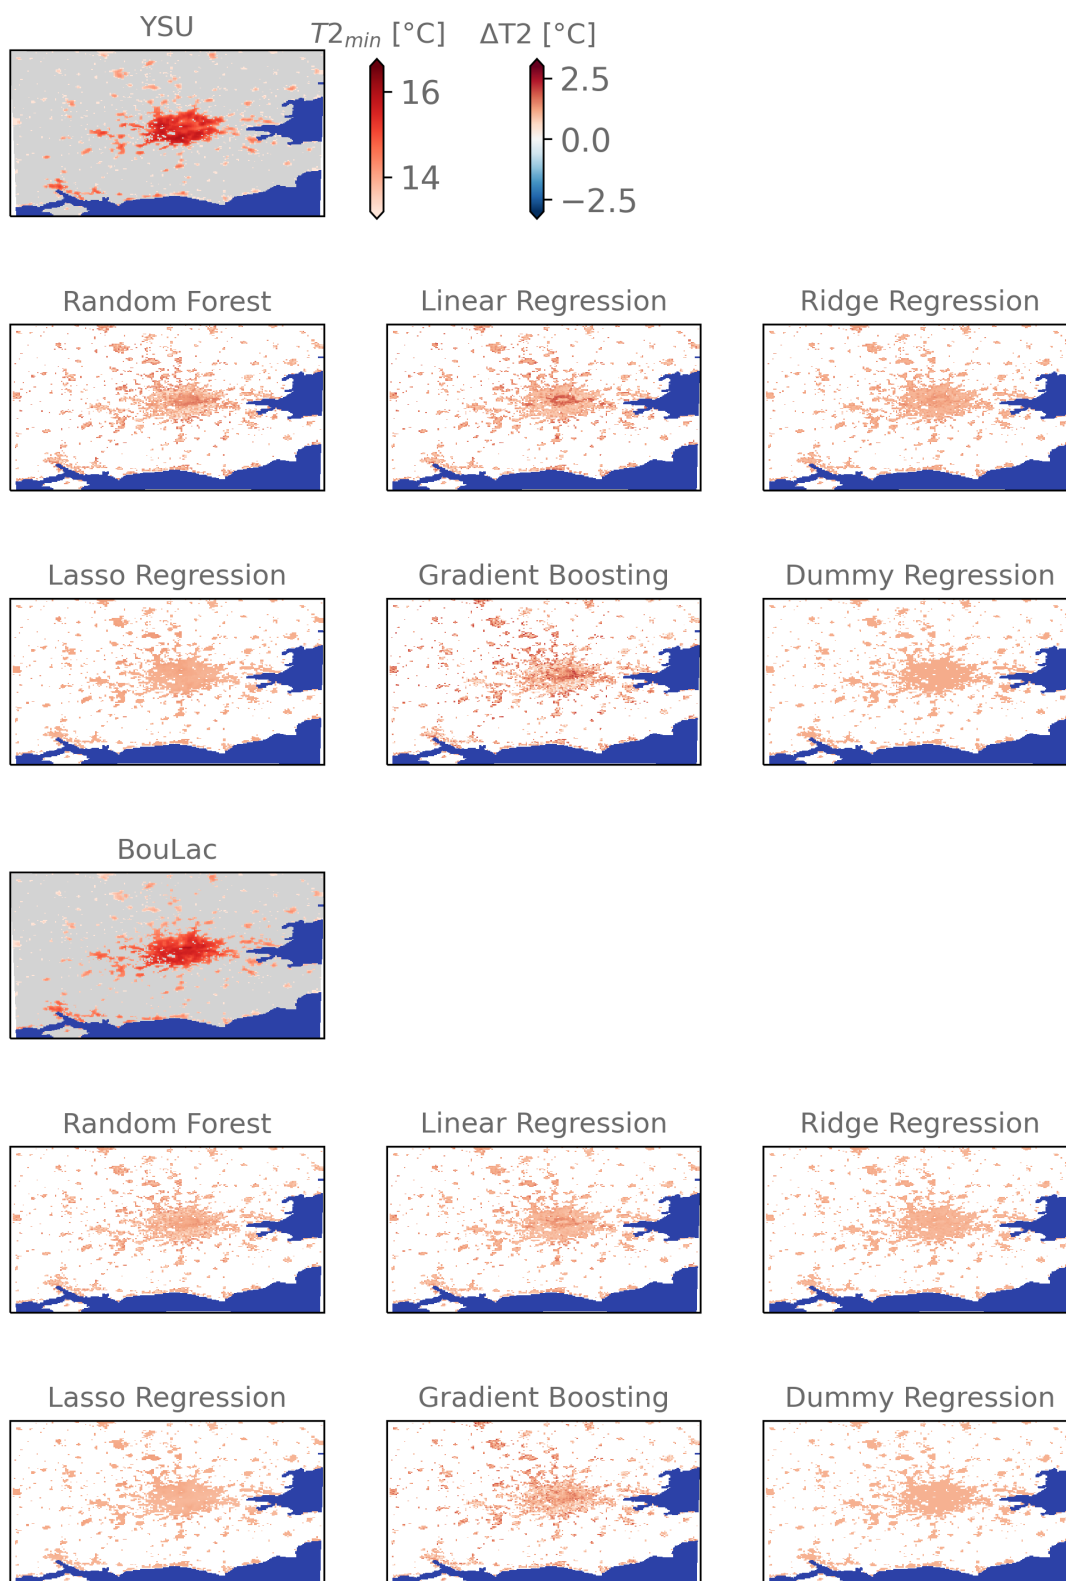 YSU
T2min [°C]
ΔT2 [°C]
16
14
2.5
0.0
−2.5
Random Forest
Linear Regression
Ridge Regression
Lasso Regression
Gradient Boosting
Dummy Regression
BouLac
Random Forest
Linear Regression
Ridge Regression
Lasso Regression
Gradient Boosting
Dummy Regression